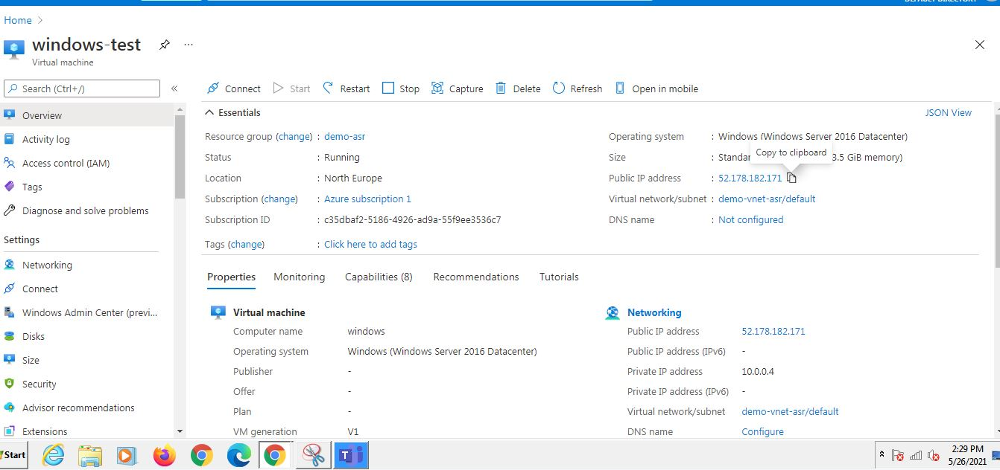 Home >
windows-test ...
Virtual machine
Search (Ctrl+/) «
Connect Start Restart Stop Capture Delete Refresh Open in mobile
Overview
Activity log
Access control (IAM)
Tags
Diagnose and solve problems
Settings
Networking
Connect
Windows Admin Center (previ...
Disks
Size
Security
Advisor recommendations
Extensions
Essentials JSON View
Resource group (change) : demo-asr
Status : Running
Location : North Europe
Subscription (change) : Azure subscription 1
Subscription ID : c35dbaf2-5186-4926-ad9a-55f9ee3536c7
Tags (change) : Click here to add tags
Operating system : Windows (Windows Server 2016 Datacenter)
Copy to clipboard
Size : 3.5 GiB memory)
Public IP address : 52.178.182.171
Virtual network/subnet : demo-vnet-asr/default
DNS name : Not configured
Properties Monitoring Capabilities (8) Recommendations Tutorials
Virtual machine
Computer name windows
Operating system Windows (Windows Server 2016 Datacenter)
Publisher -
Offer -
Plan -
VM generation V1
Networking
Public IP address 52.178.182.171
Public IP address (IPv6) -
Private IP address 10.0.0.4
Private IP address (IPv6) -
Virtual network/subnet demo-vnet-asr/default
DNS name Configure
Start
2:29 PM
5/26/2021